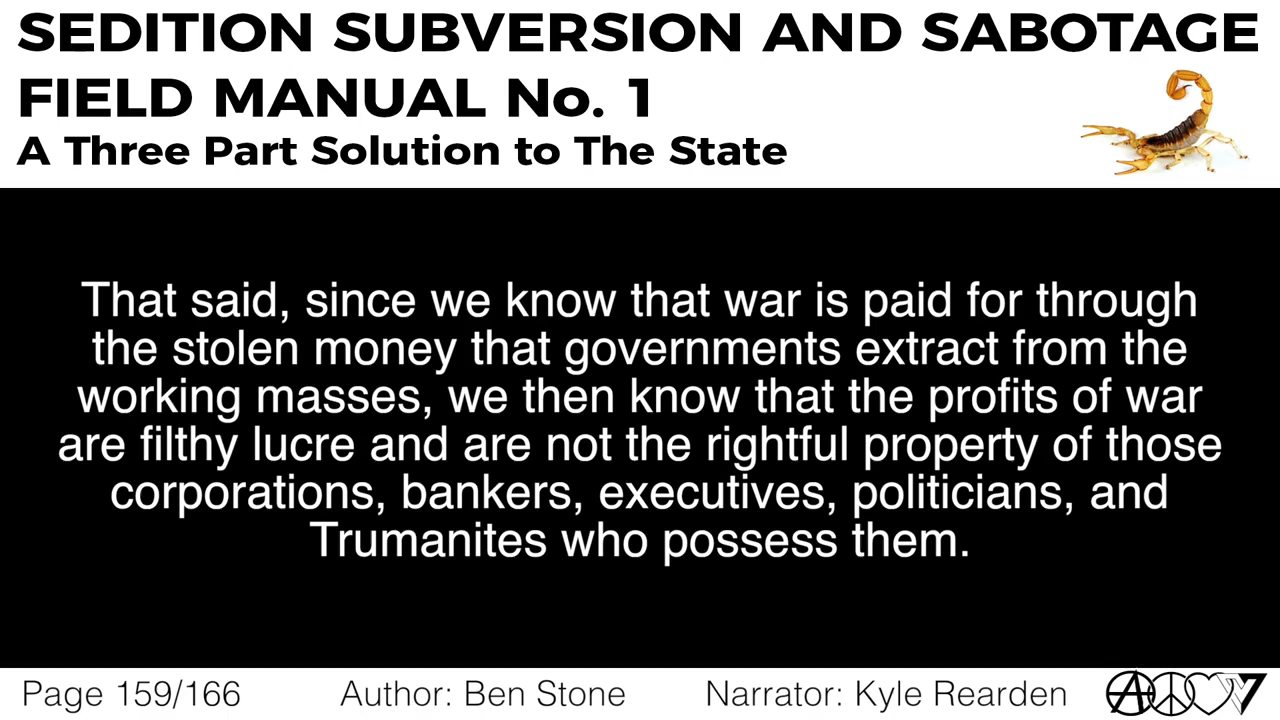 SEDITION SUBVERSION AND SABOTAGE
FIELD MANUAL No. 1
A Three Part Solution to The State
That said, since we know that war is paid for through
the stolen money that governments extract from the
working masses, we then know that the profits of war
are filthy lucre and are not the rightful property of those
corporations, bankers, executives, politicians, and
Trumanites who possess them.
Page 159/166 Author: Ben Stone Narrator: Kyle Rearden